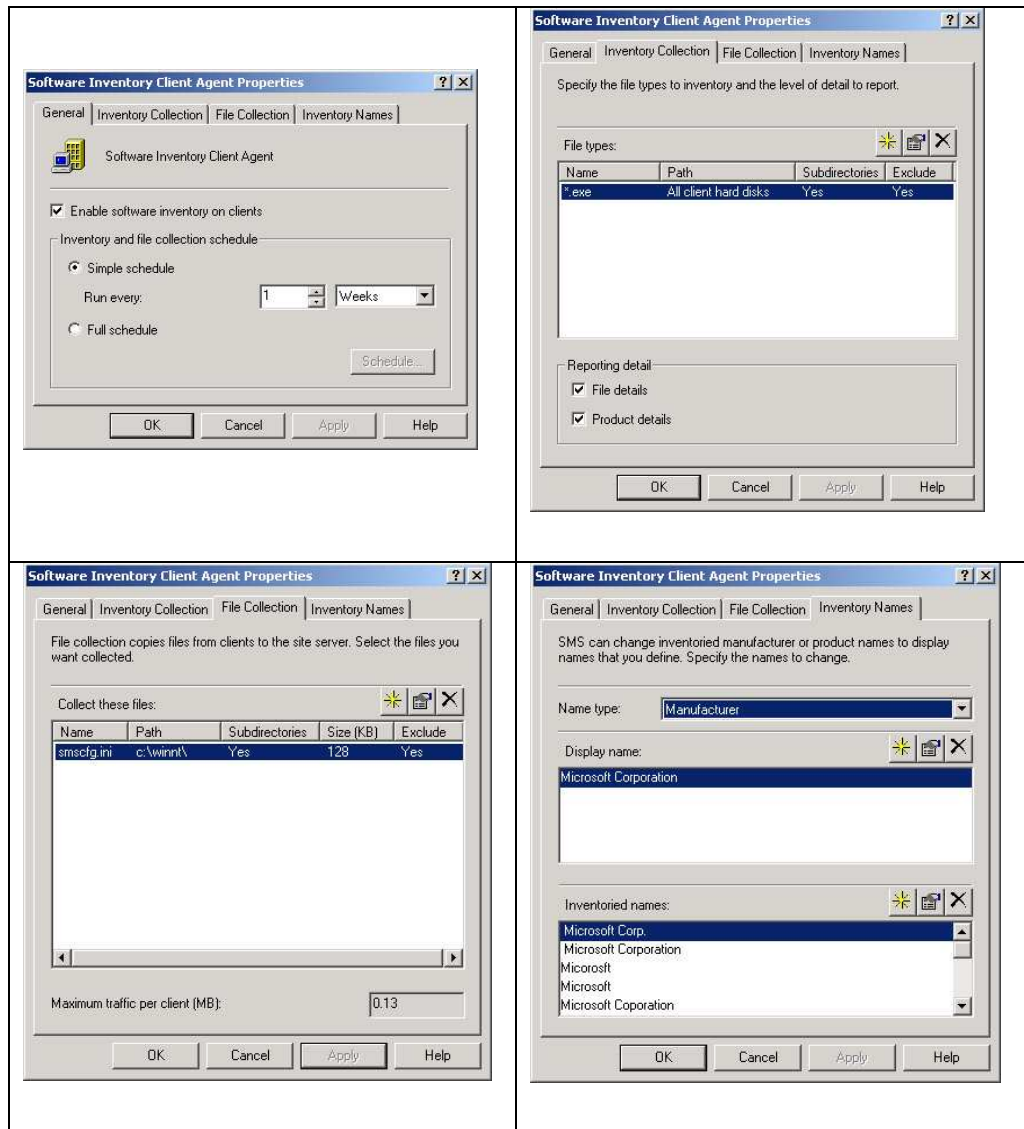 Software Inventory Client Agent Properties
General Inventory Collection File Collection Inventory Names
Software Inventory Client Agent
Enable software inventory on clients
Inventory and file collection schedule
Simple schedule
Run every: 1 Weeks
Full schedule
Schedule...
OK Cancel Apply Help
Software Inventory Client Agent Properties
General Inventory Collection File Collection Inventory Names
Specify the file types to inventory and the level of detail to report.
File types:
Name Path Subdirectories Exclude
*.exe All client hard disks Yes Yes
Reporting detail
File details
Product details
OK Cancel Apply Help
Software Inventory Client Agent Properties
General Inventory Collection File Collection Inventory Names
File collection copies files from clients to the site server. Select the files you
want collected.
Collect these files:
Name Path Subdirectories Size (KB) Exclude
smscfg.ini c:\winnt\ Yes 128 Yes
Maximum traffic per client (MB): 0.13
OK Cancel Apply Help
Software Inventory Client Agent Properties
General Inventory Collection File Collection Inventory Names
SMS can change inventoried manufacturer or product names to display
names that you define. Specify the names to change.
Name type: Manufacturer
Display name:
Microsoft Corporation
Inventoried names:
Microsoft Corp.
Microsoft Corporation
Micorosft
Microsoft
Microsoft Coporation
OK Cancel Apply Help